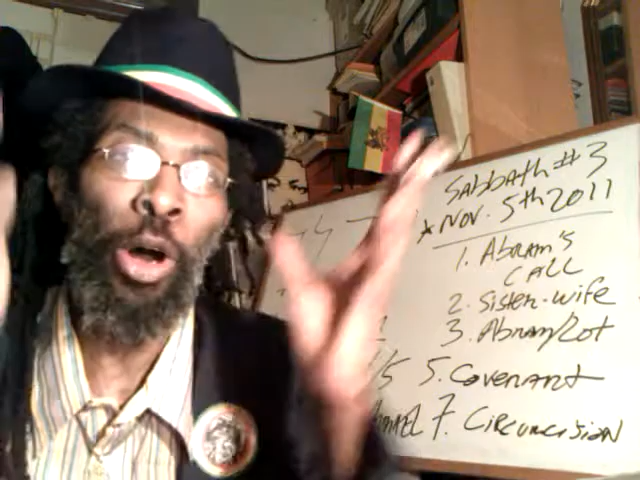 Sabbath #3
* Nov. 5th 2011
1. Abram's
CALL
2. Sister-wife
3. Abram/Lot
5. Covenant
7. Circumcision